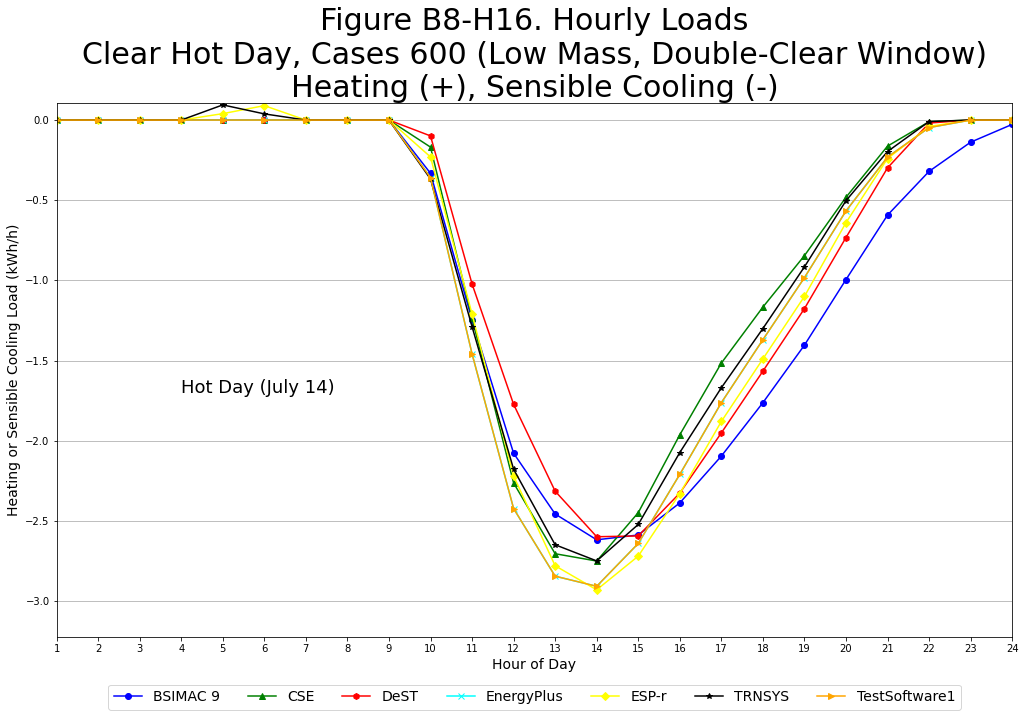 Figure B8-H16. Hourly Loads
Clear Hot Day, Cases 600 (Low Mass, Double-Clear Window)
Heating (+), Sensible Cooling (-)
Heating or Sensible Cooling Load (kWh/h)
0.0
−0.5
−1.0
−1.5
−2.0
−2.5
−3.0
Hot Day (July 14)
1 2 3 4 5 6 7 8 9 10 11 12 13 14 15 16 17 18 19 20 21 22 23 24
Hour of Day
BSIMAC 9 CSE DeST EnergyPlus ESP-r TRNSYS TestSoftware1